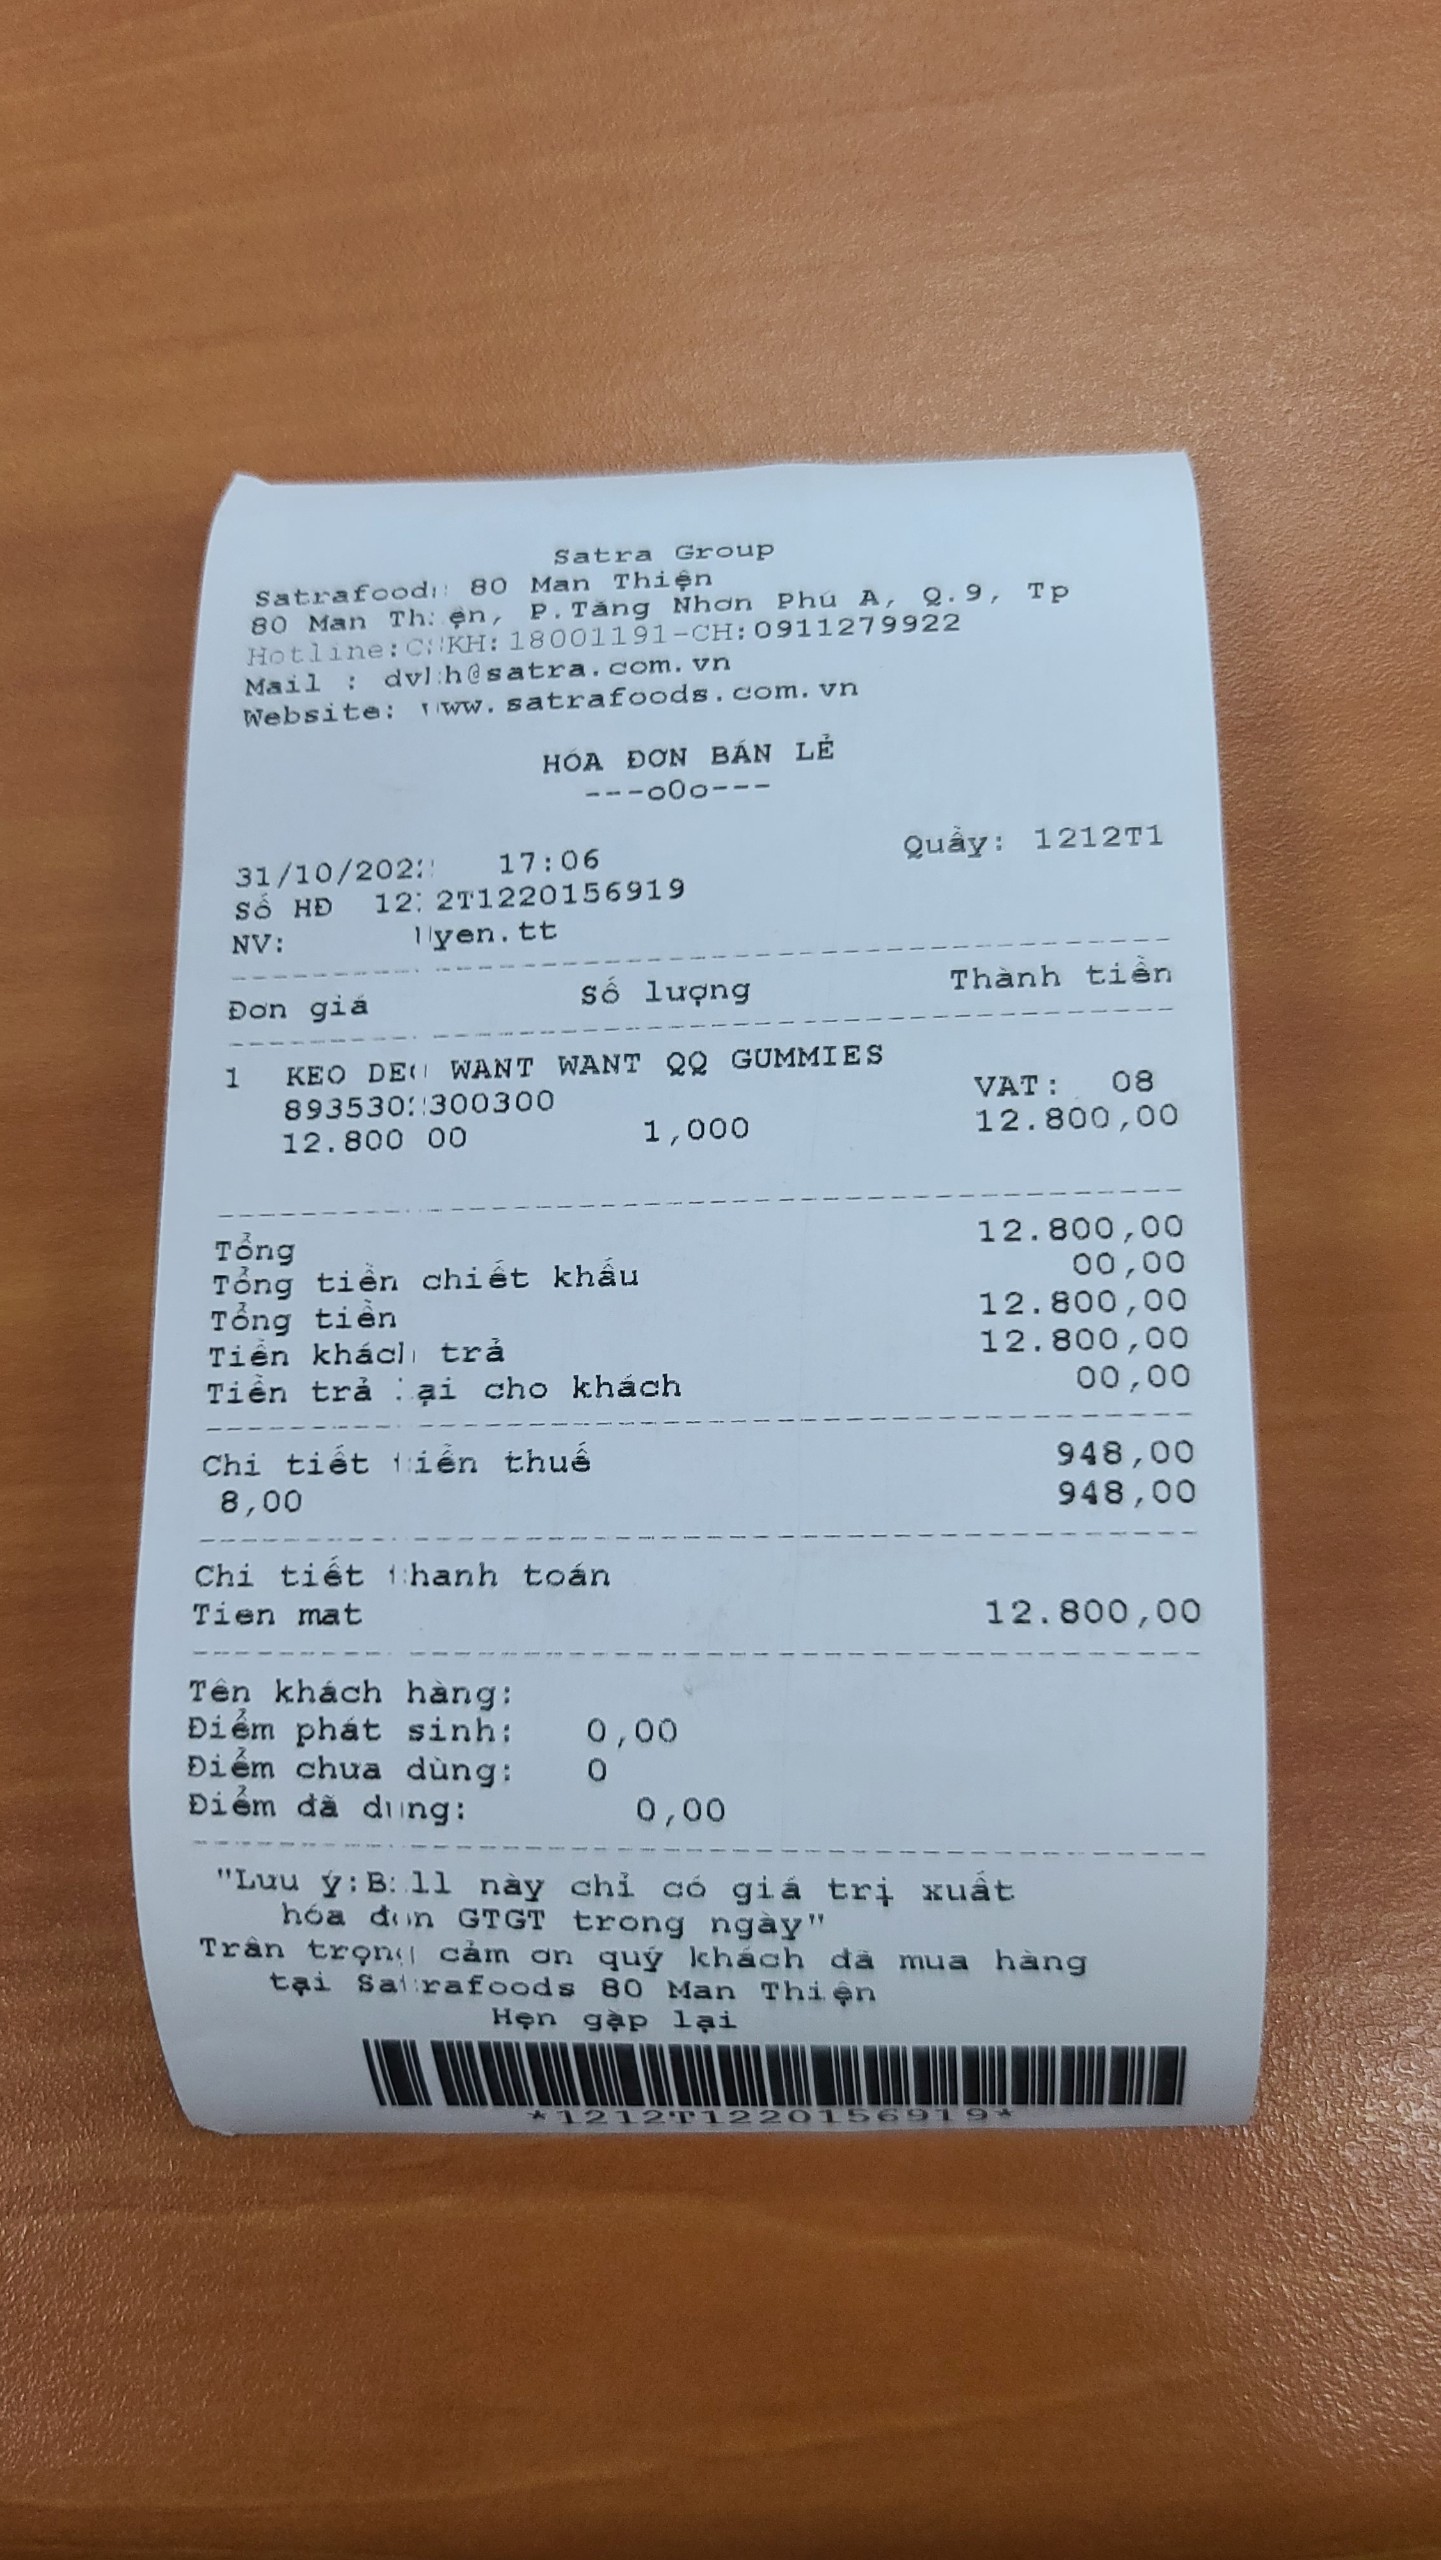 Satra Group
Satrafoods 80 Man Thiện
80 Man Thiện, P.Tăng Nhơn Phú A, Q.9, Tp
Hotline:CSKH:18001191-CH:0911279922
Mail : dvkh@satra.com.vn
Website: www.satrafoods.com.vn
HÓA ĐƠN BÁN LẺ
---oOo---
31/10/2022 17:06 Quầy: 1212T1
Số HĐ 1212T1220156919
NV: yen.tt
Đơn giá Số lượng Thành tiền
1 KEO DEO WANT WANT QQ GUMMIES
300300 VAT: 08
12.800,00 1,000 12.800,00
Tổng 12.800,00
Tổng tiền chiết khấu 00,00
Tổng tiền 12.800,00
Tiền khách trả 12.800,00
Tiền trả lại cho khách 00,00
Chi tiết tiền thuế 948,00
8,00 948,00
Chi tiết thanh toán
Tien mat 12.800,00
Tên khách hàng:
Điểm phát sinh: 0,00
Điểm chưa dùng: 0
Điểm đã dùng: 0,00
"Lưu ý:Bill này chỉ có giá trị xuất
hóa đơn GTGT trong ngày"
Trân trọng cảm ơn quý khách đã mua hàng
tại Satrafoods 80 Man Thiện
Hẹn gặp lại
*1212T1220156919*